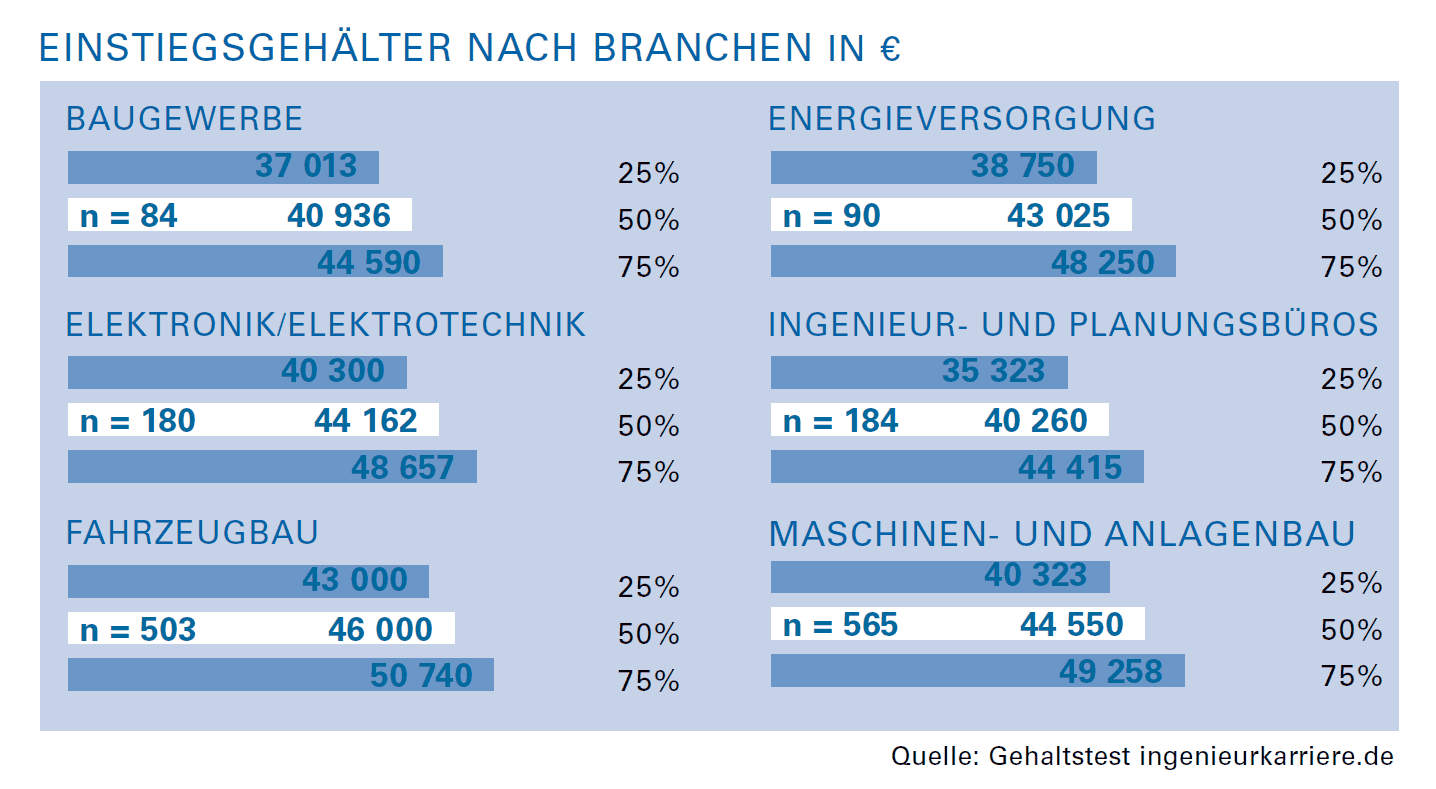 EINSTIEGSGEHÄLTER NACH BRANCHEN IN €
BAUGEWERBE
37 013 25%
n = 84 40 936 50%
44 590 75%
ELEKTRONIK/ELEKTROTECHNIK
40 300 25%
n = 180 44 162 50%
48 657 75%
FAHRZEUGBAU
43 000 25%
n = 503 46 000 50%
50 740 75%
ENERGIEVERSORGUNG
38 750 25%
n = 90 43 025 50%
48 250 75%
INGENIEUR- UND PLANUNGSBÜROS
35 323 25%
n = 184 40 260 50%
44 415 75%
MASCHINEN- UND ANLAGENBAU
40 323 25%
n = 565 44 550 50%
49 258 75%
Quelle: Gehaltstest ingenieurkarriere.de